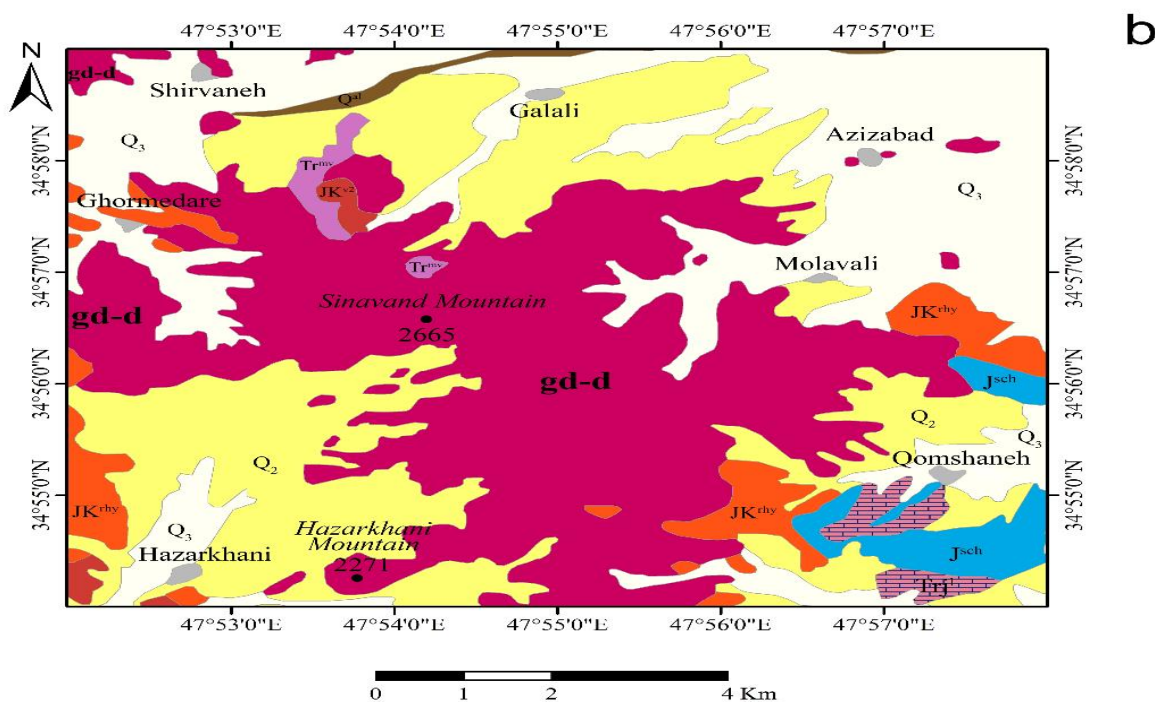 b
47°53'0"E 47°54'0"E 47°55'0"E 47°56'0"E 47°57'0"E
N
gd-d
Shirvaneh
Qal
Galali
Azizabad
Q3
34°58'0"N
34°58'0"N
Trmv
JKv2
Q3
Ghormedare
34°57'0"N
34°57'0"N
Trmv
Molavali
Sinavand Mountain
2665
gd-d
JKrhy
gd-d
Jsch
34°56'0"N
34°56'0"N
Q2
Q3
Qomshaneh
Q2
34°55'0"N
34°55'0"N
JKrhy
JKrhy
Q3
Hazarkhani
Mountain
2271
Hazarkhani
Jsch
47°53'0"E 47°54'0"E 47°55'0"E 47°56'0"E 47°57'0"E
0 1 2 4 Km